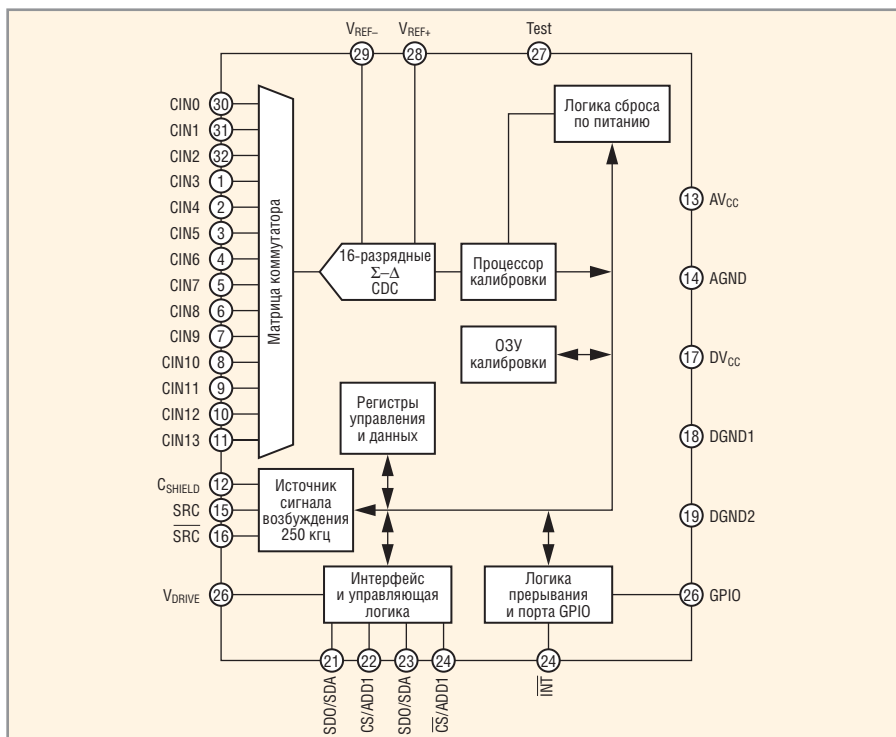 VREF– VREF+ Test
29 28 27
CIN0 30
CIN1 31
CIN2 32
CIN3 1
CIN4 2
CIN5 3
CIN6 4
CIN7 5
CIN8 6
CIN9 7
CIN10 8
CIN11 9
CIN12 10
CIN13 11
CSHIELD 12
SRC 15
SRC 16
VDRIVE 26
Матрица коммутатора
16-разрядные
Σ–Δ
CDC
Процессор
калибровки
Логика сброса
по питанию
ОЗУ
калибровки
Регистры
управления
и данных
Источник
сигнала
возбуждения
250 кгц
Интерфейс
и управляющая
логика
Логика
прерывания
и порта GPIO
13 AVCC
14 AGND
17 DVCC
18 DGND1
19 DGND2
26 GPIO
21 22 23 24 24
SDO/SDA
CS/ADD1
SDO/SDA
CS/ADD1
INT